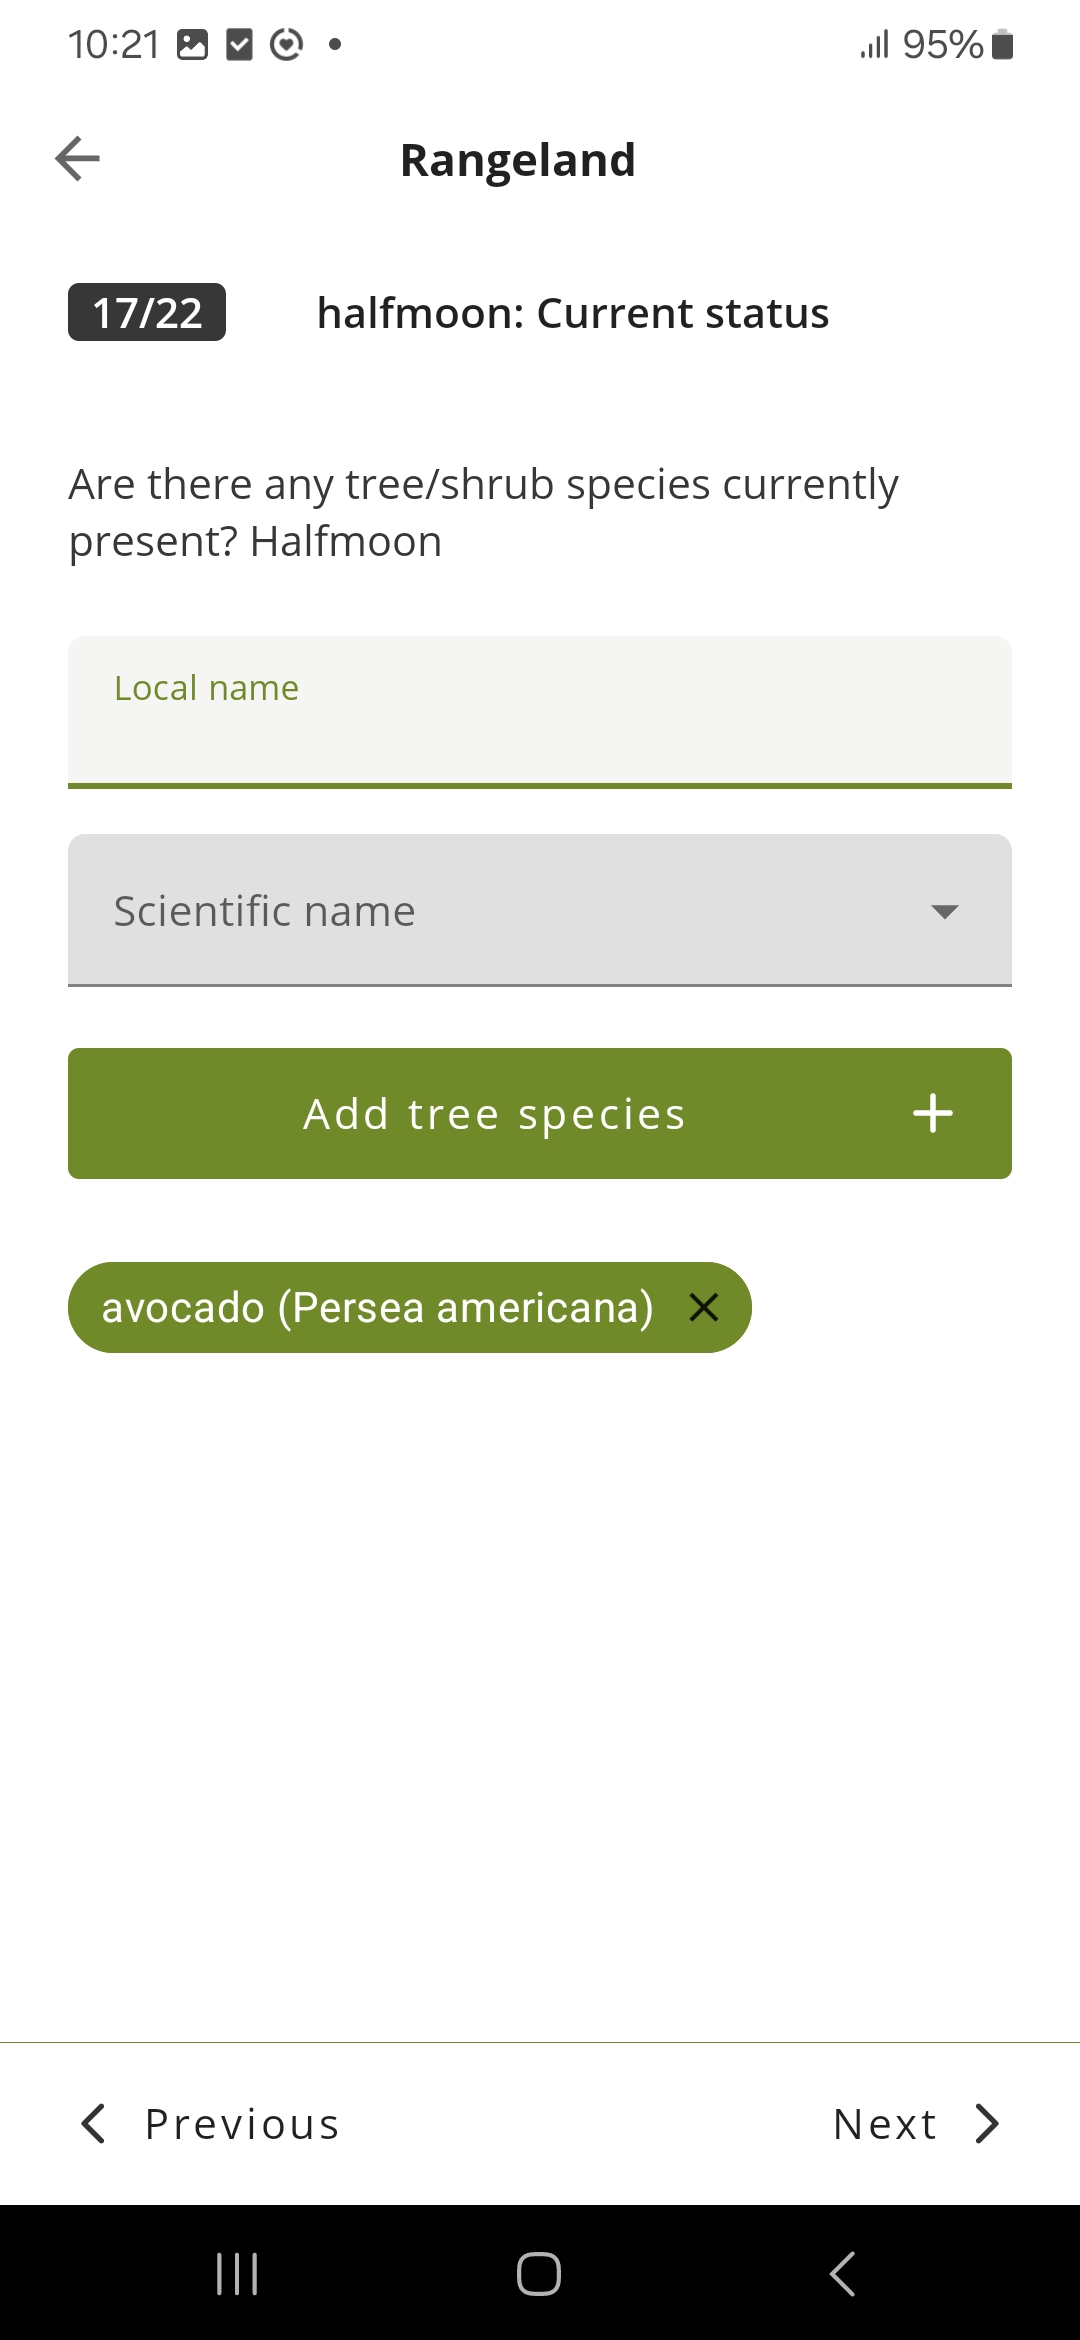 10:21
95%
Rangeland
17/22
halfmoon: Current status
Are there any tree/shrub species currently
present? Halfmoon
Local name
Scientific name
Add tree species
avocado (Persea americana)
Previous
Next